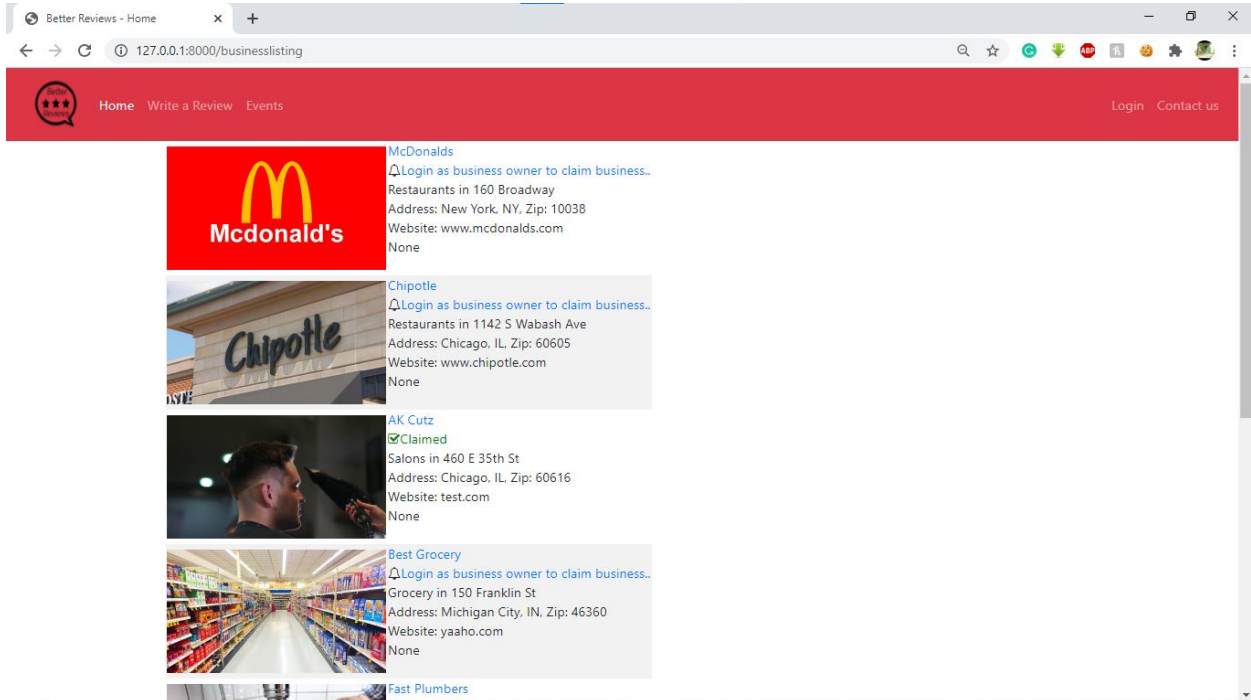 Better Reviews - Home
127.0.0.1:8000/businesslisting
ABP
Better
Reviews
Home Write a Review Events
Login Contact us
Mcdonald's
McDonalds
Login as business owner to claim business..
Restaurants in 160 Broadway
Address: New York, NY, Zip: 10038
Website: www.mcdonalds.com
None
Chipotle
Chipotle
Login as business owner to claim business..
Restaurants in 1142 S Wabash Ave
Address: Chicago, IL, Zip: 60605
Website: www.chipotle.com
None
AK Cutz
Claimed
Salons in 460 E 35th St
Address: Chicago, IL, Zip: 60616
Website: test.com
None
Best Grocery
Login as business owner to claim business..
Grocery in 150 Franklin St
Address: Michigan City, IN, Zip: 46360
Website: yaaho.com
None
Fast Plumbers